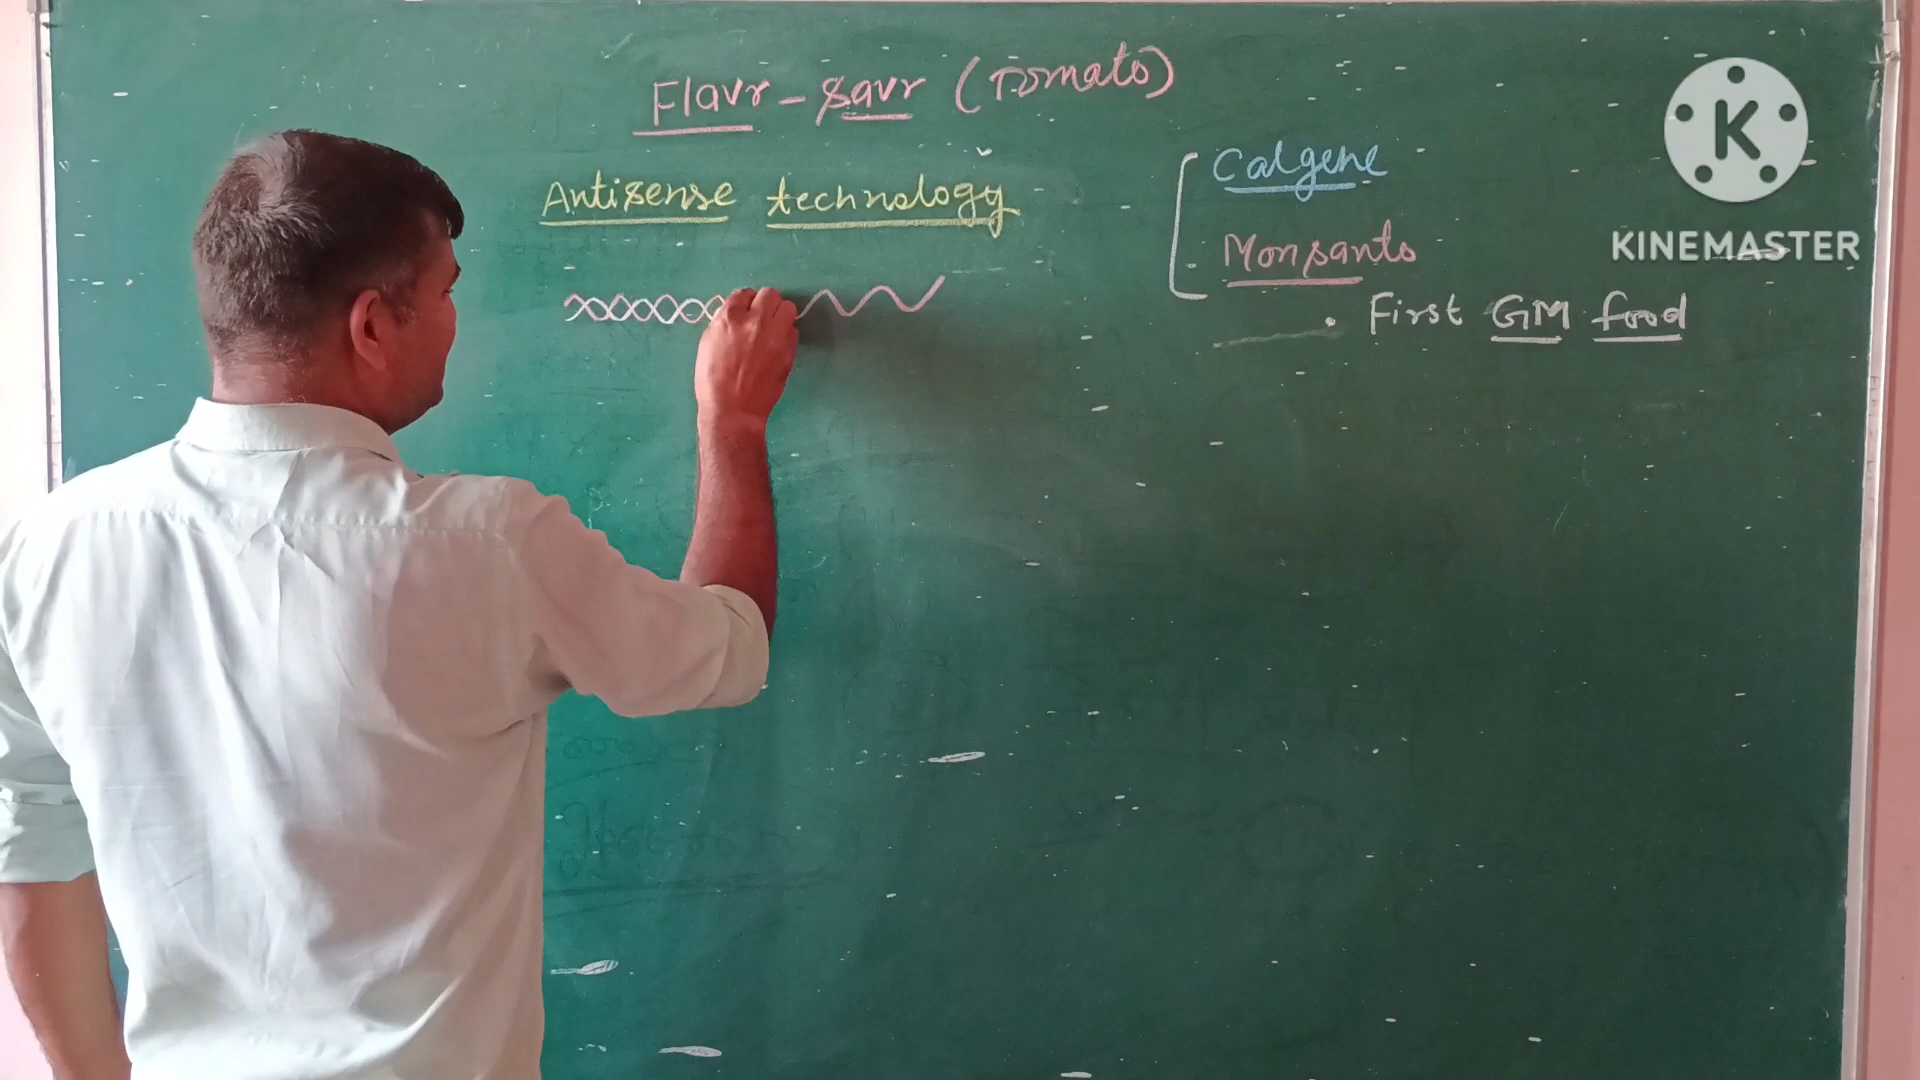 Flavr-Savr (Tomato)
Antisense technology
Calgene
Monsanto
. First GM food
K
KINEMASTER